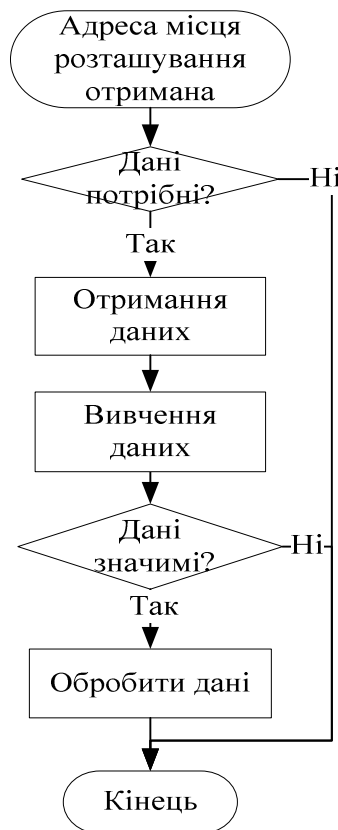 Адреса місця
розташування
отримана
Дані
потрібні?
Ні
Так
Отримання
даних
Вивчення
даних
Дані
значимі?
Ні
Так
Обробити дані
Кінець